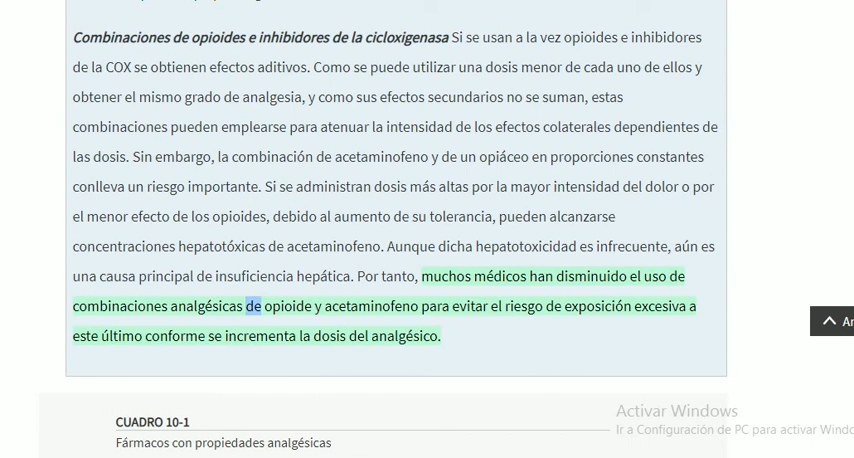 Combinaciones de opioides e inhibidores de la cicloxigenasa Si se usan a la vez opioides e inhibidores
de la COX se obtienen efectos aditivos. Como se puede utilizar una dosis menor de cada uno de ellos y
obtener el mismo grado de analgesia, y como sus efectos secundarios no se suman, estas
combinaciones pueden emplearse para atenuar la intensidad de los efectos colaterales dependientes de
las dosis. Sin embargo, la combinación de acetaminofeno y de un opiáceo en proporciones constantes
conlleva un riesgo importante. Si se administran dosis más altas por la mayor intensidad del dolor o por
el menor efecto de los opioides, debido al aumento de su tolerancia, pueden alcanzarse
concentraciones hepatotóxicas de acetaminofeno. Aunque dicha hepatotoxicidad es infrecuente, aún es
una causa principal de insuficiencia hepática. Por tanto, muchos médicos han disminuido el uso de
combinaciones analgésicas de opioide y acetaminofeno para evitar el riesgo de exposición excesiva a
este último conforme se incrementa la dosis del analgésico.
Ar
CUADRO 10-1
Fármacos con propiedades analgésicas
Activar Windows
Ir a Configuración de PC para activar Windo